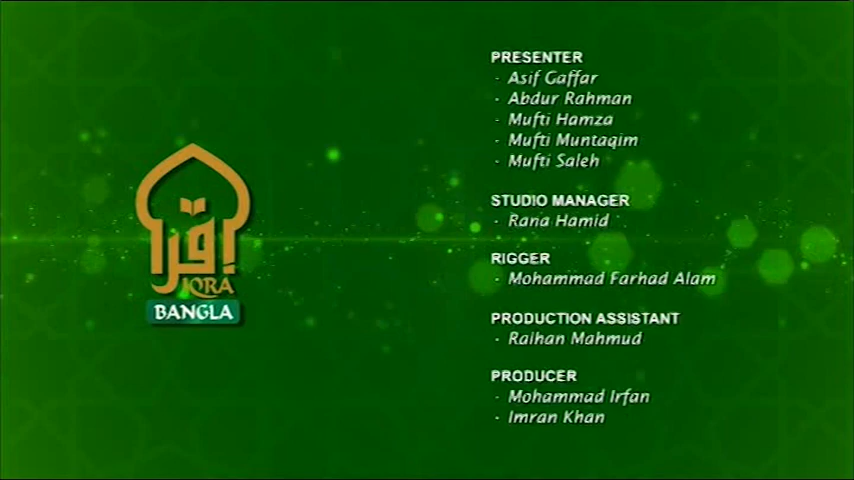 اقرأ
IQRA
BANGLA
PRESENTER
- Asif Gaffar
- Abdur Rahman
- Mufti Hamza
- Mufti Muntaqim
- Mufti Saleh
STUDIO MANAGER
- Rana Hamid
RIGGER
- Mohammad Farhad Alam
PRODUCTION ASSISTANT
- Raihan Mahmud
PRODUCER
- Mohammad Irfan
- Imran Khan